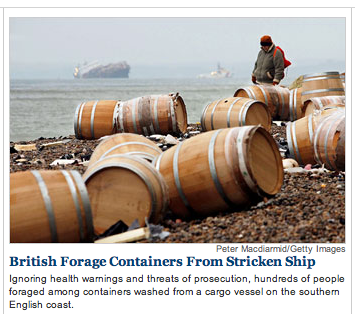 Peter Macdiarmid/Getty Images
British Forage Containers From Stricken Ship
Ignoring health warnings and threats of prosecution, hundreds of people
foraged among containers washed from a cargo vessel on the southern
English coast.